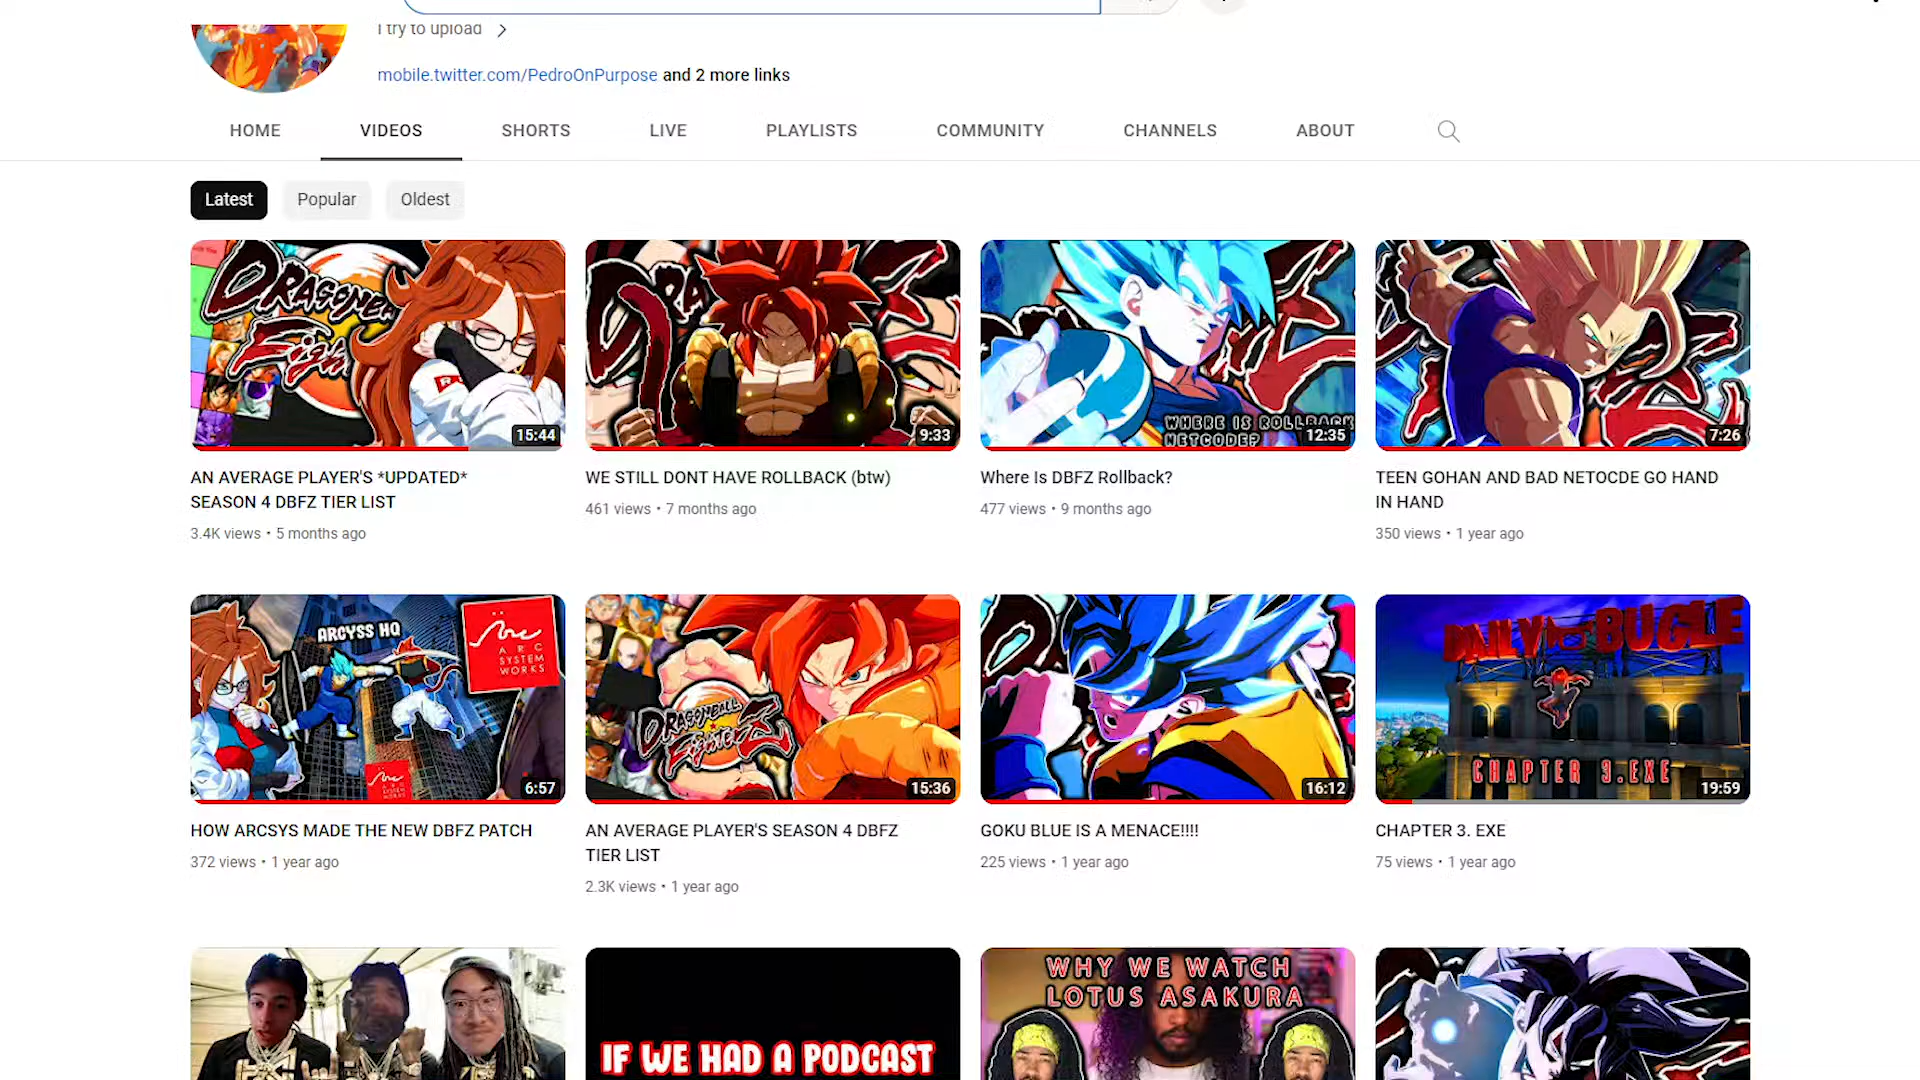 I try to upload
mobile.twitter.com/PedroOnPurpose and 2 more links
HOME VIDEOS SHORTS LIVE PLAYLISTS COMMUNITY CHANNELS ABOUT
Latest Popular Oldest
DRAGONBA
Fight
15:44
9:33
WHERE IS ROLLBACK
NETCODE?
12:35
7:26
AN AVERAGE PLAYER'S *UPDATED*
SEASON 4 DBFZ TIER LIST
3.4K views • 5 months ago
WE STILL DONT HAVE ROLLBACK (btw)
461 views • 7 months ago
Where Is DBFZ Rollback?
477 views • 9 months ago
TEEN GOHAN AND BAD NETOCDE GO HAND
IN HAND
350 views • 1 year ago
ARCYSS HQ
ARC
SYSTEM
WORKS
6:57
DRAGONBALL
FighterZ
15:36
16:12
DAILY BUGLE
CHAPTER 3.EXE
19:59
HOW ARCSYS MADE THE NEW DBFZ PATCH
372 views • 1 year ago
AN AVERAGE PLAYER'S SEASON 4 DBFZ
TIER LIST
2.3K views • 1 year ago
GOKU BLUE IS A MENACE!!!!
225 views • 1 year ago
CHAPTER 3. EXE
75 views • 1 year ago
IF WE HAD A PODCAST
WHY WE WATCH
LOTUS ASAKURA